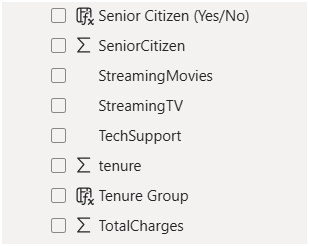 Senior Citizen (Yes/No)
SeniorCitizen
StreamingMovies
StreamingTV
TechSupport
tenure
Tenure Group
TotalCharges